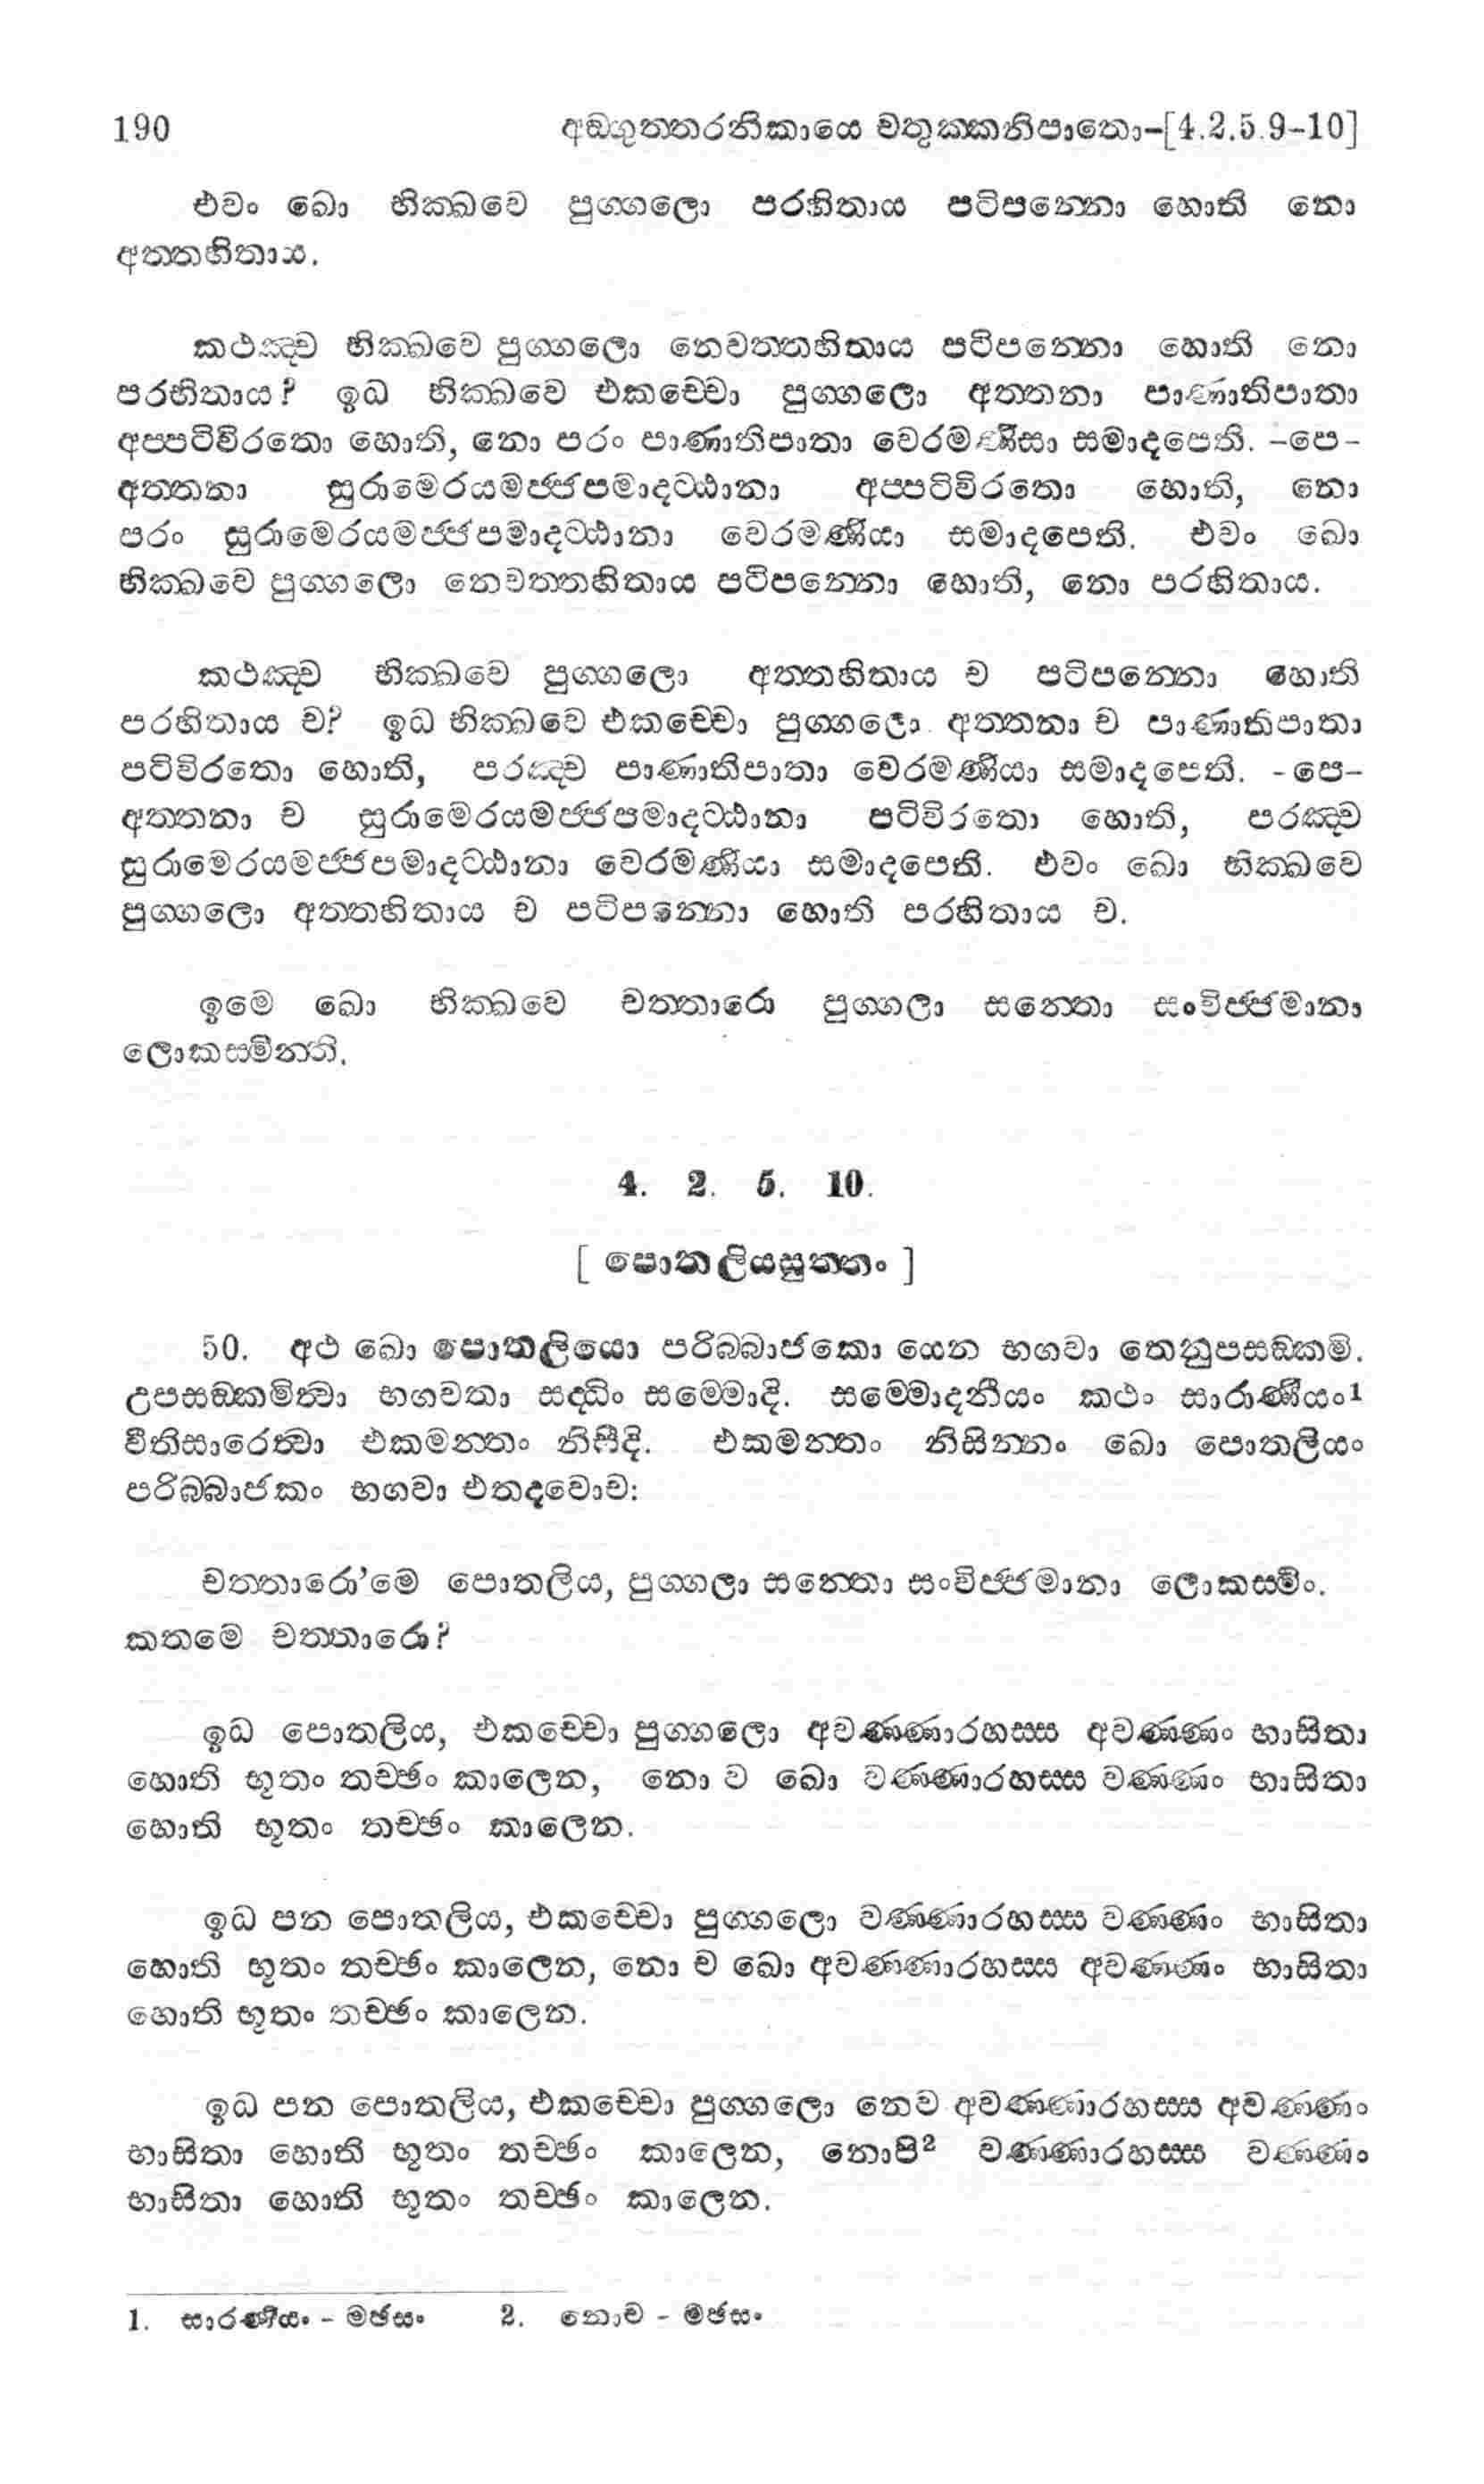 190 අඞ්ගුත්තරනිකායෙ චතුක්කනිපාතො-[4.2.5.9-10]
එවං ඛො භික්ඛවෙ පුග්ගලො පරහිතාය පටිපන්නො හොති නො
අත්තහිතාය.
කථඤ්ච භික්ඛවෙ පුග්ගලො නෙවත්තහිතාය පටිපන්නො හොති නො
පරහිතාය? ඉධ භික්ඛවෙ එකච්චො පුග්ගලො අත්තනා පාණාතිපාතා
අප්පටිවිරතො හොති, නො පරං පාණාතිපාතා වෙරමණියා සමාදපෙති. -පෙ-
අත්තනා සුරාමෙරයමජ්ජපමාදට්ඨානා අප්පටිවිරතො හොති, නො
පරං සුරාමෙරයමජ්ජපමාදට්ඨානා වෙරමණියා සමාදපෙති. එවං ඛො
භික්ඛවෙ පුග්ගලො නෙවත්තහිතාය පටිපන්නො හොති, නො පරහිතාය.
කථඤ්ච භික්ඛවෙ පුග්ගලො අත්තහිතාය ච පටිපන්නො හොති
පරහිතාය ච? ඉධ භික්ඛවෙ එකච්චො පුග්ගලො අත්තනා ච පාණාතිපාතා
පටිවිරතො හොති, පරඤ්ච පාණාතිපාතා වෙරමණියා සමාදපෙති. -පෙ-
අත්තනා ච සුරාමෙරයමජ්ජපමාදට්ඨානා පටිවිරතො හොති, පරඤ්ච
සුරාමෙරයමජ්ජපමාදට්ඨානා වෙරමණියා සමාදපෙති. එවං ඛො භික්ඛවෙ
පුග්ගලො අත්තහිතාය ච පටිපන්නො හොති පරහිතාය ච.
ඉමෙ ඛො භික්ඛවෙ චත්තාරො පුග්ගලා සන්තො සංවිජ්ජමානා
ලොකස්මින්ති.
4. 2. 5. 10.
[ පොතලියසුත්තං ]
50. අථ ඛො පොතලියො පරිබ්බාජකො යෙන භගවා තෙනුපසඞ්කමි.
උපසඞ්කමිත්වා භගවතා සද්ධිං සම්මොදි. සම්මොදනීයං කථං සාරාණීයං1
වීතිසාරෙත්වා එකමන්තං නිසීදි. එකමන්තං නිසින්නං ඛො පොතලියං
පරිබ්බාජකං භගවා එතදවොච:
චත්තාරො'මෙ පොතලිය, පුග්ගලා සන්තො සංවිජ්ජමානා ලොකස්මිං.
කතමෙ චත්තාරො?
ඉධ පොතලිය, එකච්චො පුග්ගලො අවණ්ණාරහස්ස අවණ්ණං භාසිතා
හොති භූතං තච්ඡං කාලෙන, නො ච ඛො වණ්ණාරහස්ස වණ්ණං භාසිතා
හොති භූතං තච්ඡං කාලෙන.
ඉධ පන පොතලිය, එකච්චො පුග්ගලො වණ්ණාරහස්ස වණ්ණං භාසිතා
හොති භූතං තච්ඡං කාලෙන, නො ච ඛො අවණ්ණාරහස්ස අවණ්ණං භාසිතා
හොති භූතං තච්ඡං කාලෙන.
ඉධ පන පොතලිය, එකච්චො පුග්ගලො නෙව අවණ්ණාරහස්ස අවණ්ණං
භාසිතා හොති භූතං තච්ඡං කාලෙන, නොපි2 වණ්ණාරහස්ස වණ්ණං
භාසිතා හොති භූතං තච්ඡං කාලෙන.
1. සාරණීයං - මඡසං 2. නොච - මඡසං